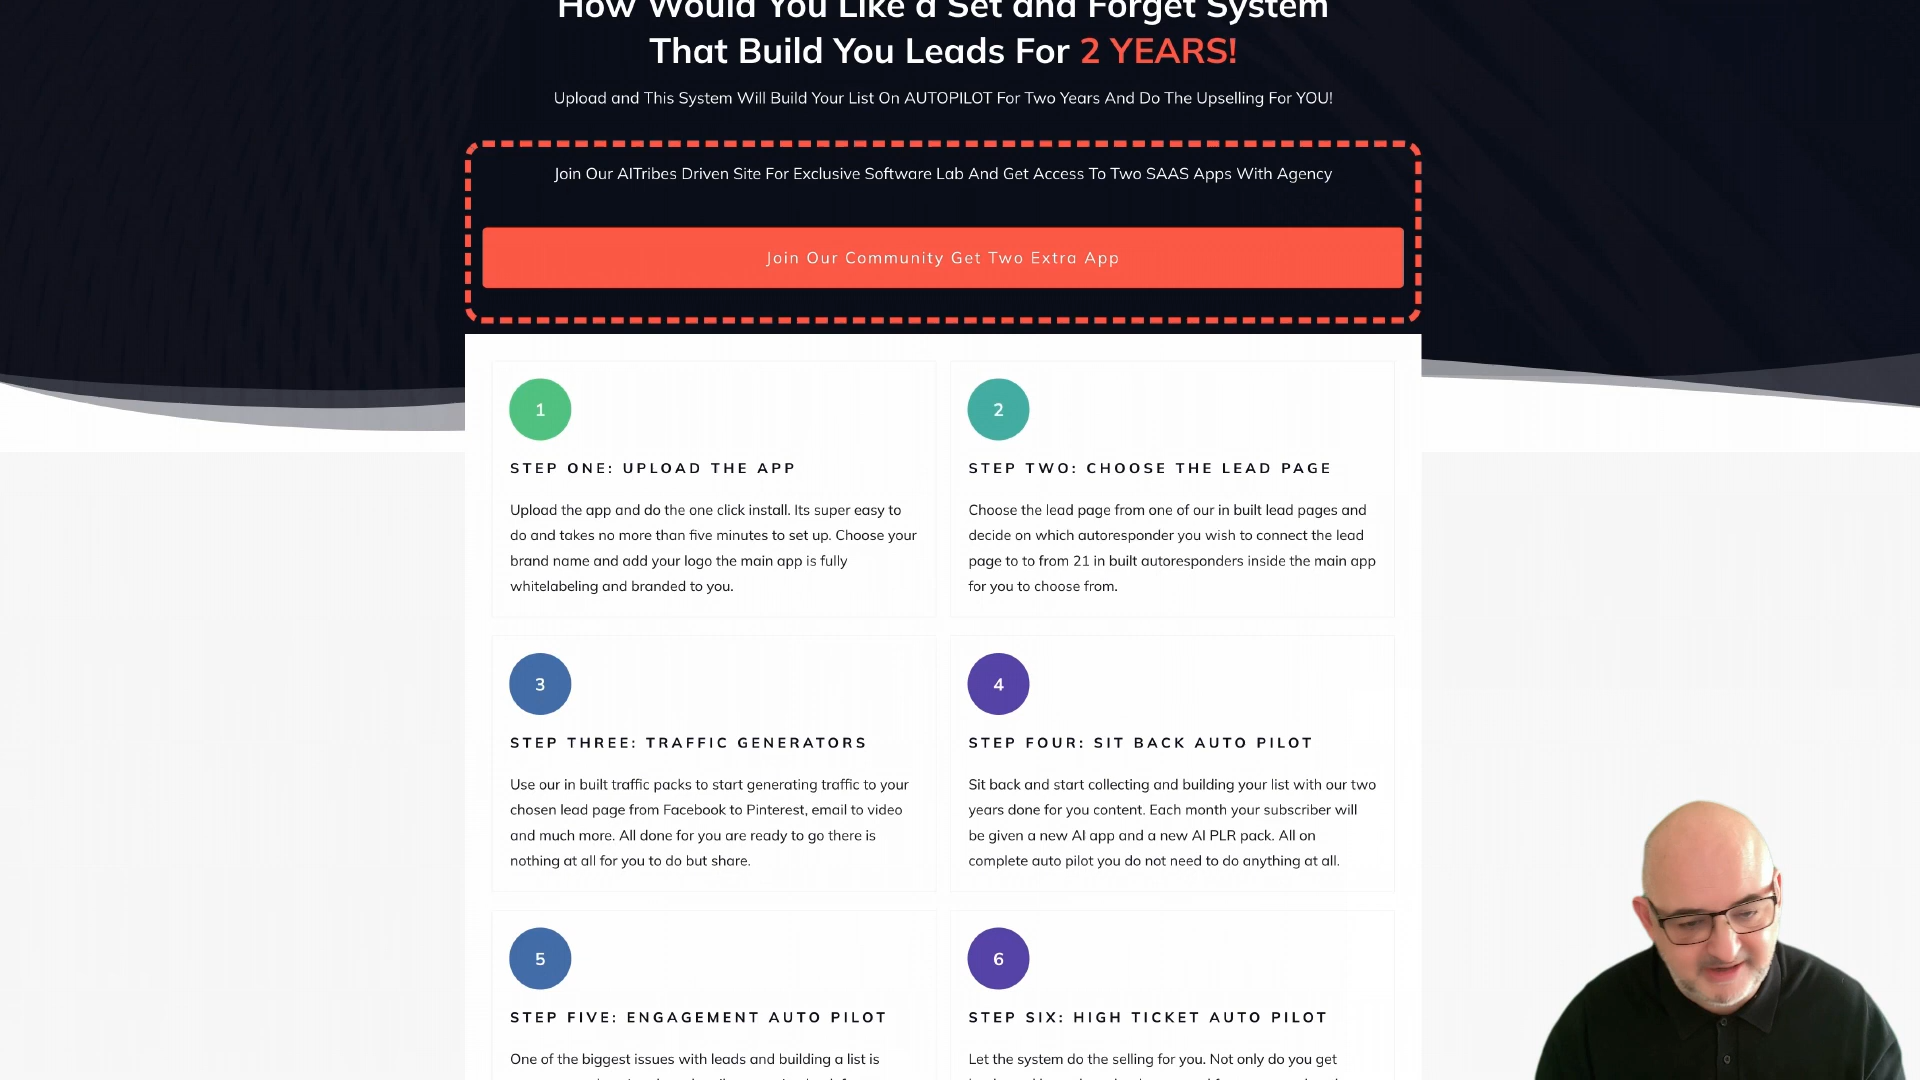 How Would You Like a Set and Forget System
That Build You Leads For 2 YEARS!
Upload and This System Will Build Your List On AUTOPILOT For Two Years And Do The Upselling For YOU!
Join Our AITribes Driven Site For Exclusive Software Lab And Get Access To Two SAAS Apps With Agency
Join Our Community Get Two Extra App
1
STEP ONE: UPLOAD THE APP
Upload the app and do the one click install. Its super easy to
do and takes no more than five minutes to set up. Choose your
brand name and add your logo the main app is fully
whitelabeling and branded to you.
2
STEP TWO: CHOOSE THE LEAD PAGE
Choose the lead page from one of our in built lead pages and
decide on which autoresponder you wish to connect the lead
page to to from 21 in built autoresponders inside the main app
for you to choose from.
3
STEP THREE: TRAFFIC GENERATORS
Use our in built traffic packs to start generating traffic to your
chosen lead page from Facebook to Pinterest, email to video
and much more. All done for you are ready to go there is
nothing at all for you to do but share.
4
STEP FOUR: SIT BACK AUTO PILOT
Sit back and start collecting and building your list with our two
years done for you content. Each month your subscriber will
be given a new AI app and a new AI PLR pack. All on
complete auto pilot you do not need to do anything at all.
5
STEP FIVE: ENGAGEMENT AUTO PILOT
One of the biggest issues with leads and building a list is
6
STEP SIX: HIGH TICKET AUTO PILOT
Let the system do the selling for you. Not only do you get